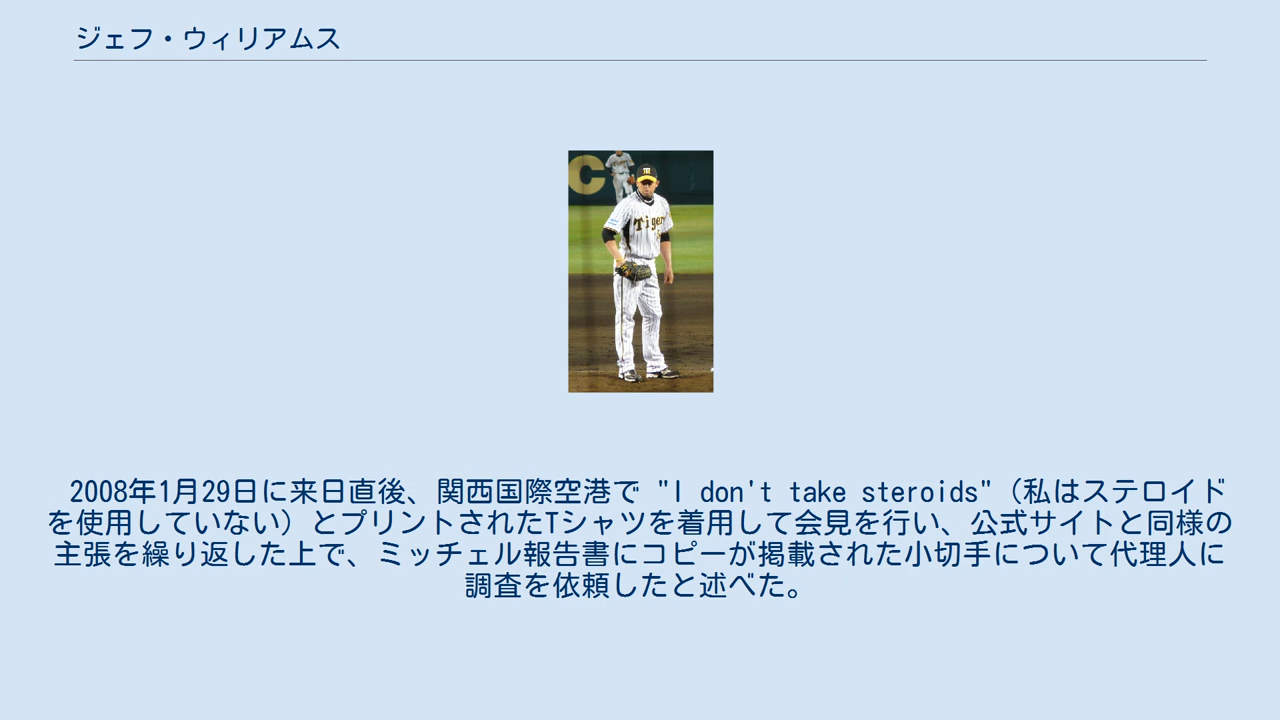 ジェフ・ウィリアムス
C
Tigers
2008年1月29日に来日直後、関西国際空港で "I don't take steroids"（私はステロイド
を使用していない）とプリントされたTシャツを着用して会見を行い、公式サイトと同様の
主張を繰り返した上で、ミッチェル報告書にコピーが掲載された小切手について代理人に
調査を依頼したと述べた。